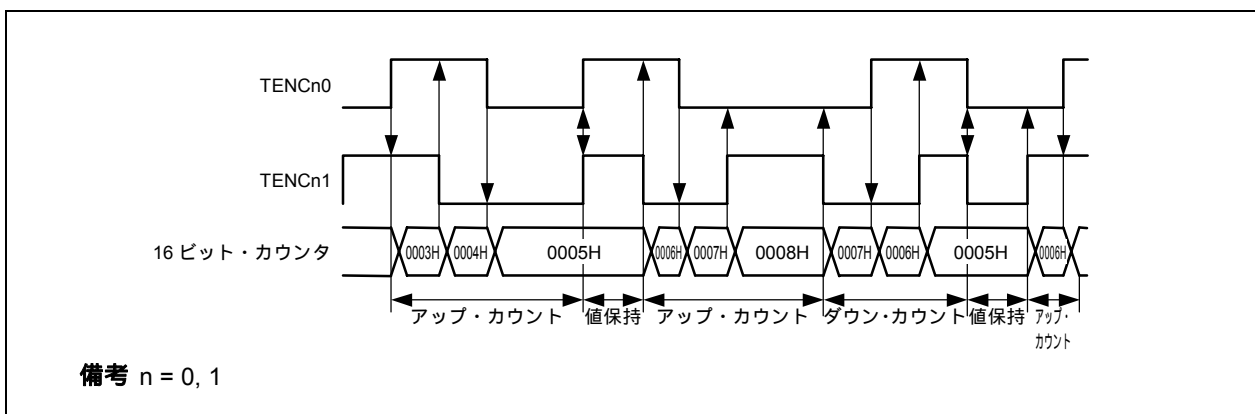 TENCn0
TENCn1
16 ビット・カウンタ
0003H 0004H 0005H 0006H 0007H 0008H 0007H 0006H 0005H 0006H
アップ・カウント 値保持 アップ・カウント ダウン・カウント 値保持 アップ・
カウント
備考 n = 0, 1